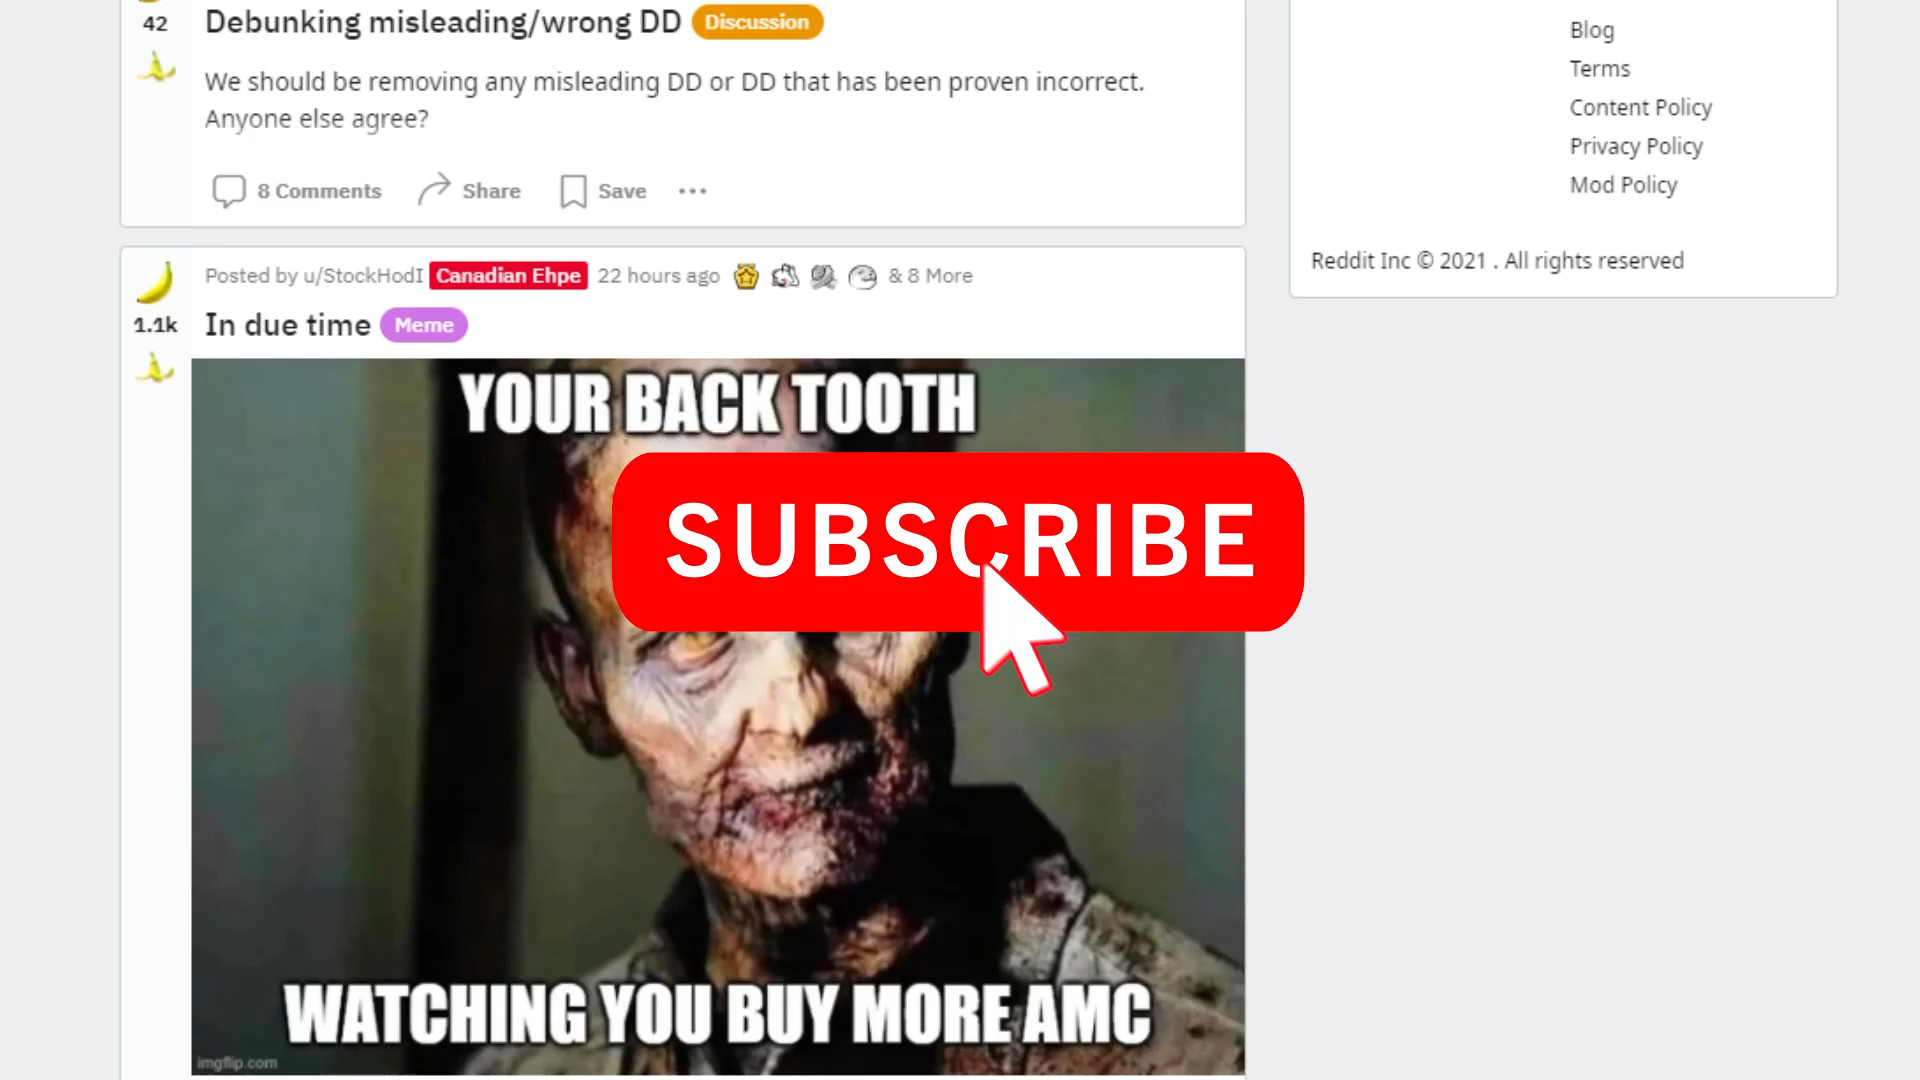 42
Debunking misleading/wrong DD Discussion
We should be removing any misleading DD or DD that has been proven incorrect.
Anyone else agree?
8 Comments Share Save
Posted by u/StockHodI Canadian Ehpe 22 hours ago & 8 More
1.1k
In due time Meme
YOUR BACK TOOTH
SUBSCRIBE
WATCHING YOU BUY MORE AMC
imgflip.com
Blog
Terms
Content Policy
Privacy Policy
Mod Policy
Reddit Inc © 2021 . All rights reserved